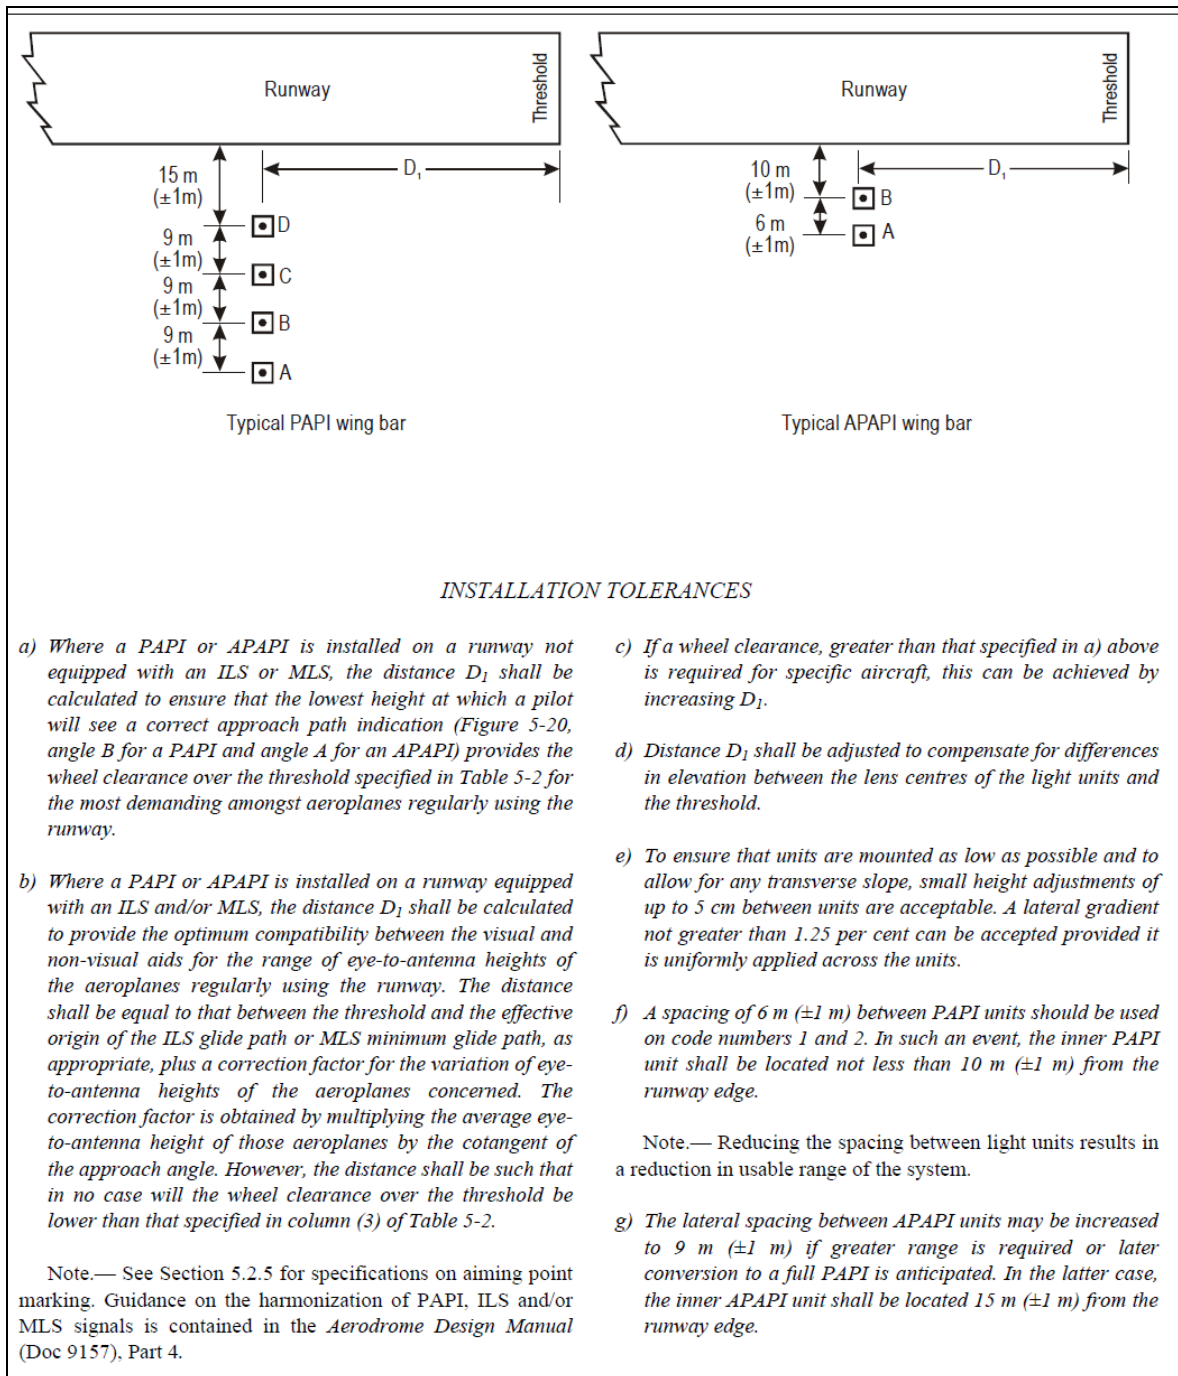 Runway
Threshold
D1
15 m
(±1m)
D
9 m
(±1m)
C
9 m
(±1m)
B
9 m
(±1m)
A
Typical PAPI wing bar
Runway
Threshold
D1
10 m
(±1m)
B
6 m
(±1m)
A
Typical APAPI wing bar
INSTALLATION TOLERANCES
a) Where a PAPI or APAPI is installed on a runway not
equipped with an ILS or MLS, the distance D1 shall be
calculated to ensure that the lowest height at which a pilot
will see a correct approach path indication (Figure 5-20,
angle B for a PAPI and angle A for an APAPI) provides the
wheel clearance over the threshold specified in Table 5-2 for
the most demanding amongst aeroplanes regularly using the
runway.
b) Where a PAPI or APAPI is installed on a runway equipped
with an ILS and/or MLS, the distance D1 shall be calculated
to provide the optimum compatibility between the visual and
non-visual aids for the range of eye-to-antenna heights of
the aeroplanes regularly using the runway. The distance
shall be equal to that between the threshold and the effective
origin of the ILS glide path or MLS minimum glide path, as
appropriate, plus a correction factor for the variation of eye-
to-antenna heights of the aeroplanes concerned. The
correction factor is obtained by multiplying the average eye-
to-antenna height of those aeroplanes by the cotangent of
the approach angle. However, the distance shall be such that
in no case will the wheel clearance over the threshold be
lower than that specified in column (3) of Table 5-2.
Note.— See Section 5.2.5 for specifications on aiming point
marking. Guidance on the harmonization of PAPI, ILS and/or
MLS signals is contained in the Aerodrome Design Manual
(Doc 9157), Part 4.
c) If a wheel clearance, greater than that specified in a) above
is required for specific aircraft, this can be achieved by
increasing D1.
d) Distance D1 shall be adjusted to compensate for differences
in elevation between the lens centres of the light units and
the threshold.
e) To ensure that units are mounted as low as possible and to
allow for any transverse slope, small height adjustments of
up to 5 cm between units are acceptable. A lateral gradient
not greater than 1.25 per cent can be accepted provided it
is uniformly applied across the units.
f) A spacing of 6 m (±1 m) between PAPI units should be used
on code numbers 1 and 2. In such an event, the inner PAPI
unit shall be located not less than 10 m (±1 m) from the
runway edge.
Note.— Reducing the spacing between light units results in
a reduction in usable range of the system.
g) The lateral spacing between APAPI units may be increased
to 9 m (±1 m) if greater range is required or later
conversion to a full PAPI is anticipated. In the latter case,
the inner APAPI unit shall be located 15 m (±1 m) from the
runway edge.